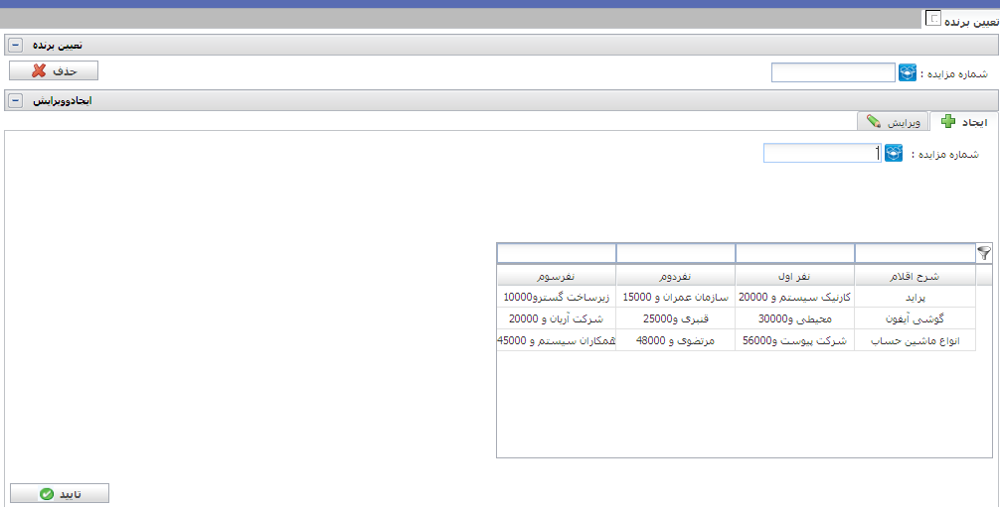 تعیین برنده
تعیین برنده
شماره مزایده :
حذف
ایجادوویرایش
ایجاد
ویرایش
شماره مزایده : 1
شرح اقلام نفر اول نفردوم نفرسوم
پراید کارنیک سیستم و 20000 سازمان عمران و 15000 زیرساخت گسترو10000
گوشی آیفون محیطی و30000 قنبری و25000 شرکت آریان و 20000
انواع ماشین حساب شرکت پیوست و56000 مرتضوی و 48000 همکاران سیستم و 45000
تایید